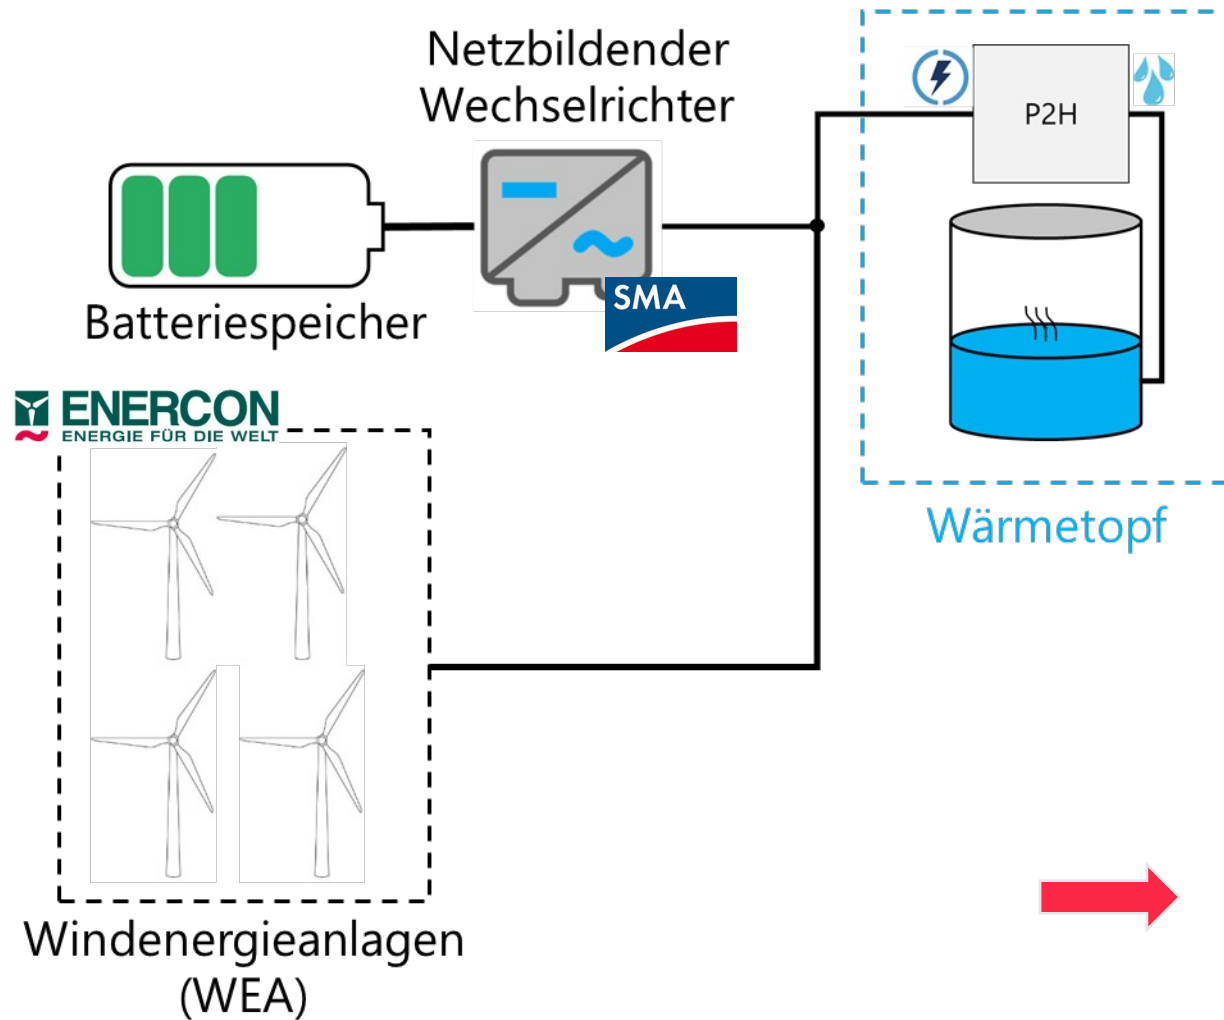 Netzbildender
Wechselrichter
P2H
SMA
Batteriespeicher
ENERCON
ENERGIE FÜR DIE WELT
Wärmetopf
Windenergieanlagen
(WEA)